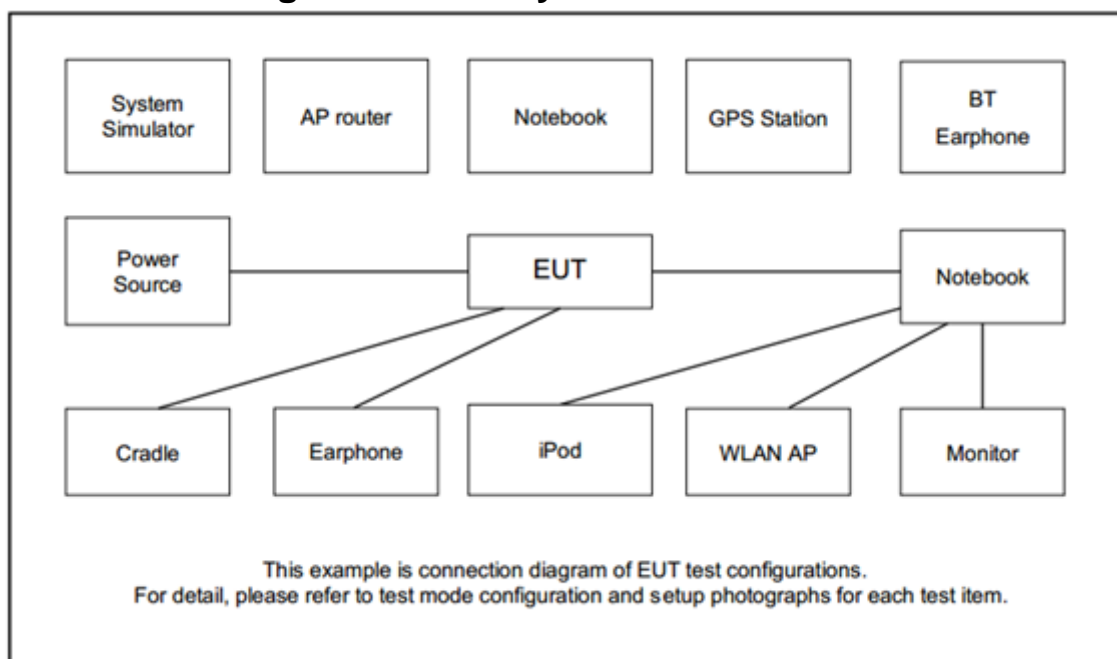 System
Simulator
AP router
Notebook
GPS Station
BT
Earphone
Power
Source
EUT
Notebook
Cradle
Earphone
iPod
WLAN AP
Monitor
This example is connection diagram of EUT test configurations.
For detail, please refer to test mode configuration and setup photographs for each test item.